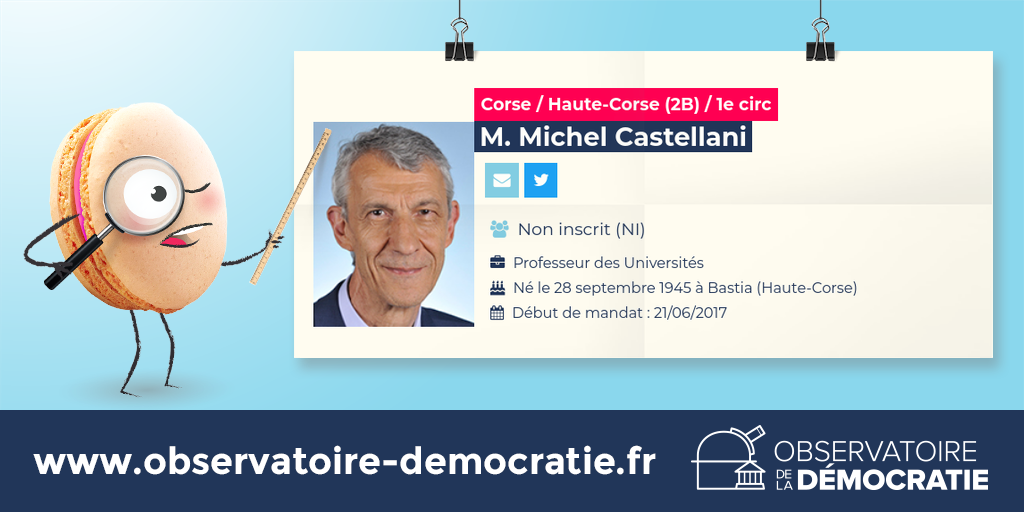 Corse / Haute-Corse (2B) / 1e circ
M. Michel Castellani
Non inscrit (NI)
Professeur des Universités
Né le 28 septembre 1945 à Bastia (Haute-Corse)
Début de mandat : 21/06/2017
www.observatoire-democratie.fr
OBSERVATOIRE
DE LA DÉMOCRATIE